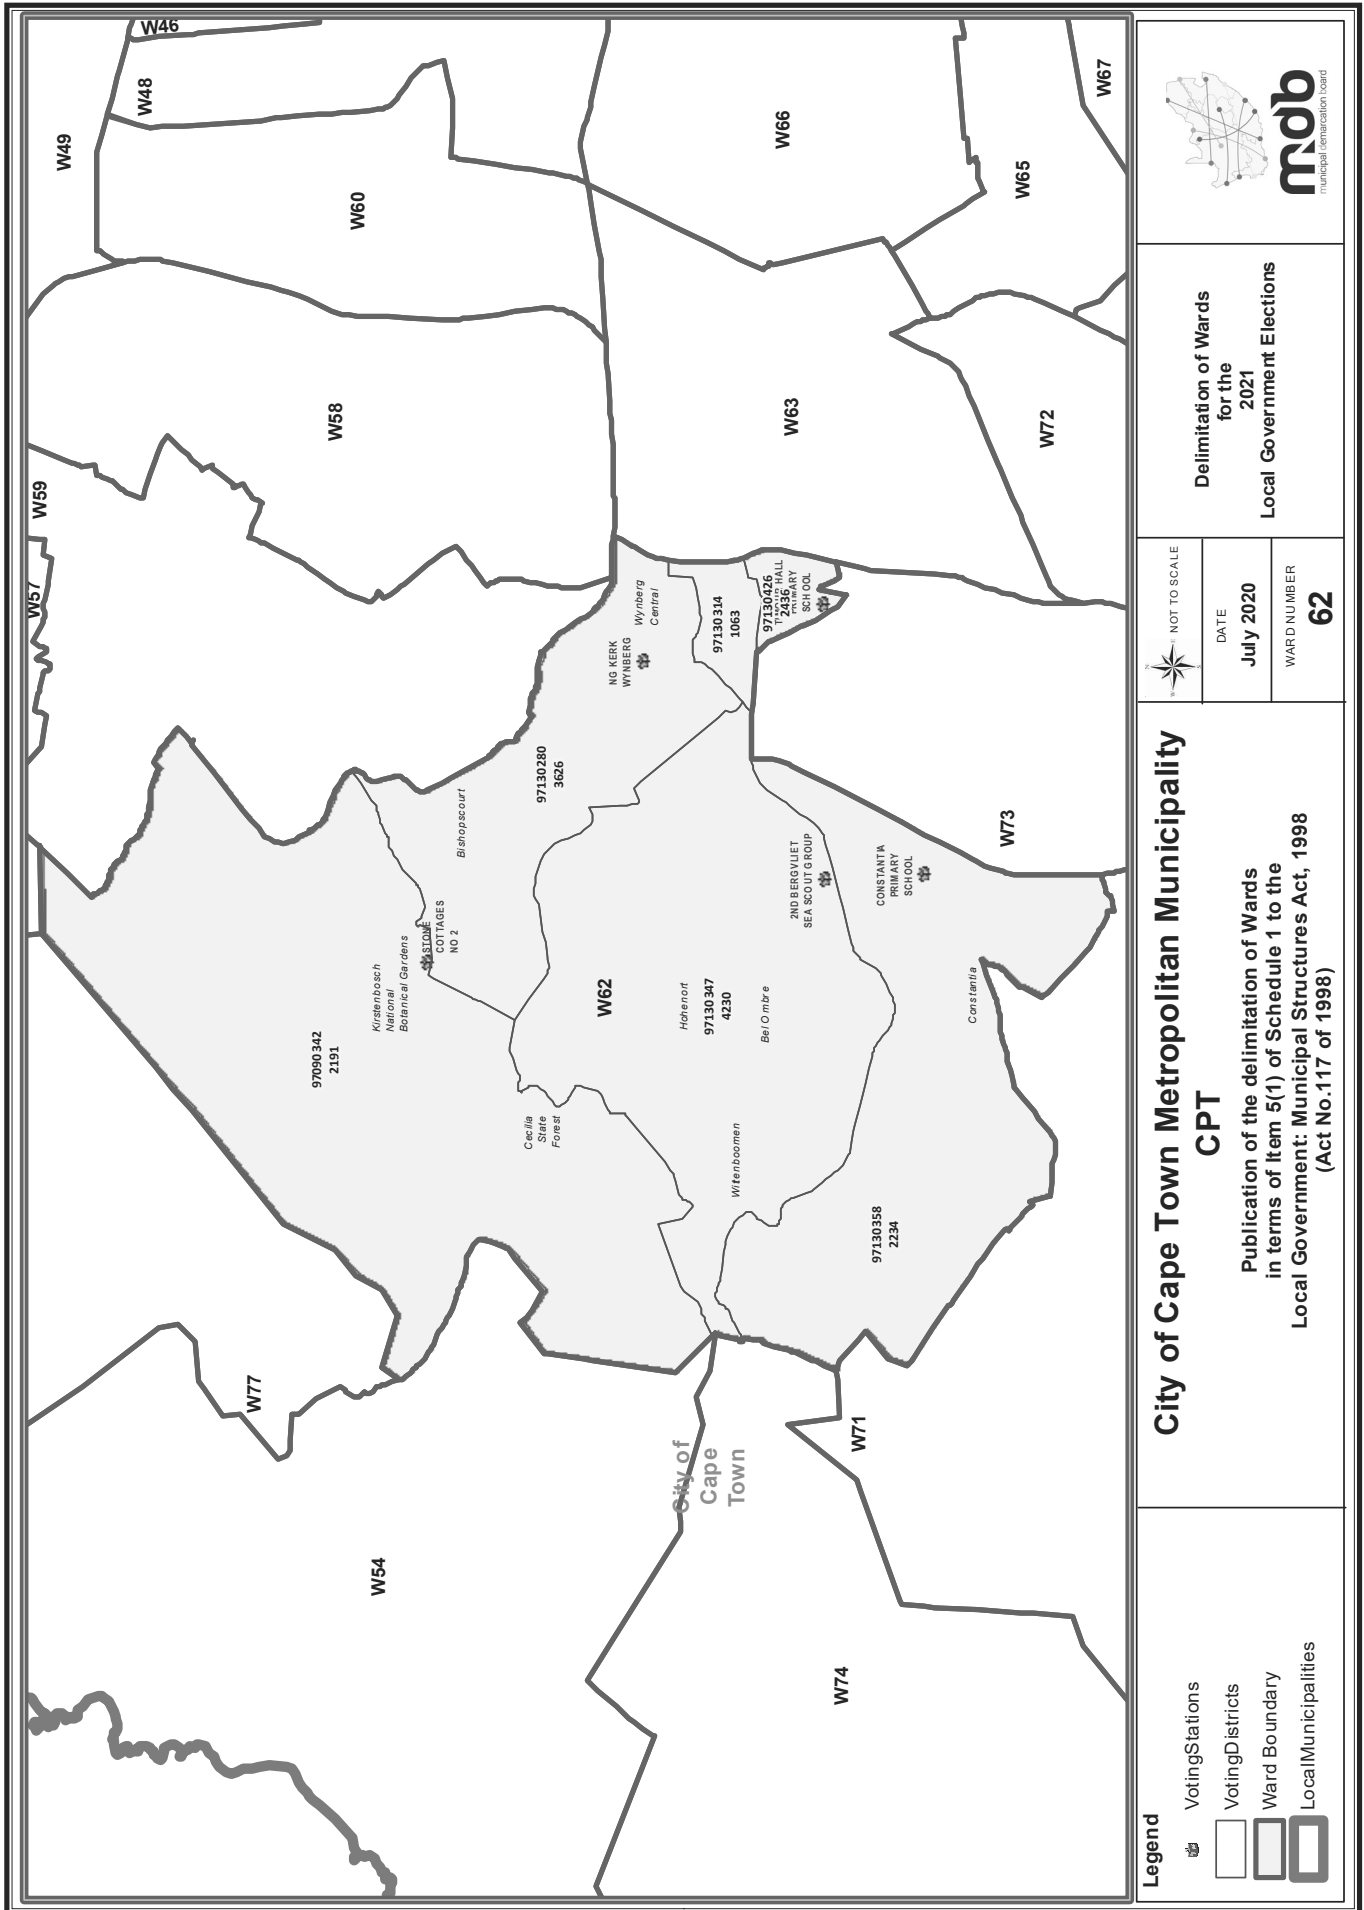 W46
W48
W49
W60
W66
W67
W65
W58
W63
W72
W59
W57
W73
W62
W77
W71
W54
W74
City of
Cape
Town
Wynberg
Central
NG KERK
WYNBERG
97130314
1063
97130426
2436
HALL
PRIMARY
SCHOOL
97130280
3626
Bishopscourt
STONE
COTTAGES
NO 2
Kirstenbosch
National
Botanical Gardens
97090342
2191
2ND BERGVLIET
SEA SCOUT GROUP
CONSTANTIA
PRIMARY
SCHOOL
Hohenort
97130347
4230
Bel Ombre
Constantia
Cecilia
State
Forest
Witenboomen
97130358
2234
Legend
VotingStations
VotingDistricts
Ward Boundary
LocalMunicipalities
City of Cape Town Metropolitan Municipality
CPT
Publication of the delimitation of Wards
in terms of Item 5(1) of Schedule 1 to the
Local Government: Municipal Structures Act, 1998
(Act No.117 of 1998)
N
E
S
W
NOT TO SCALE
DATE
July 2020
WARD NUMBER
62
Delimitation of Wards
for the
2021
Local Government Elections
mdb
municipal demarcation board